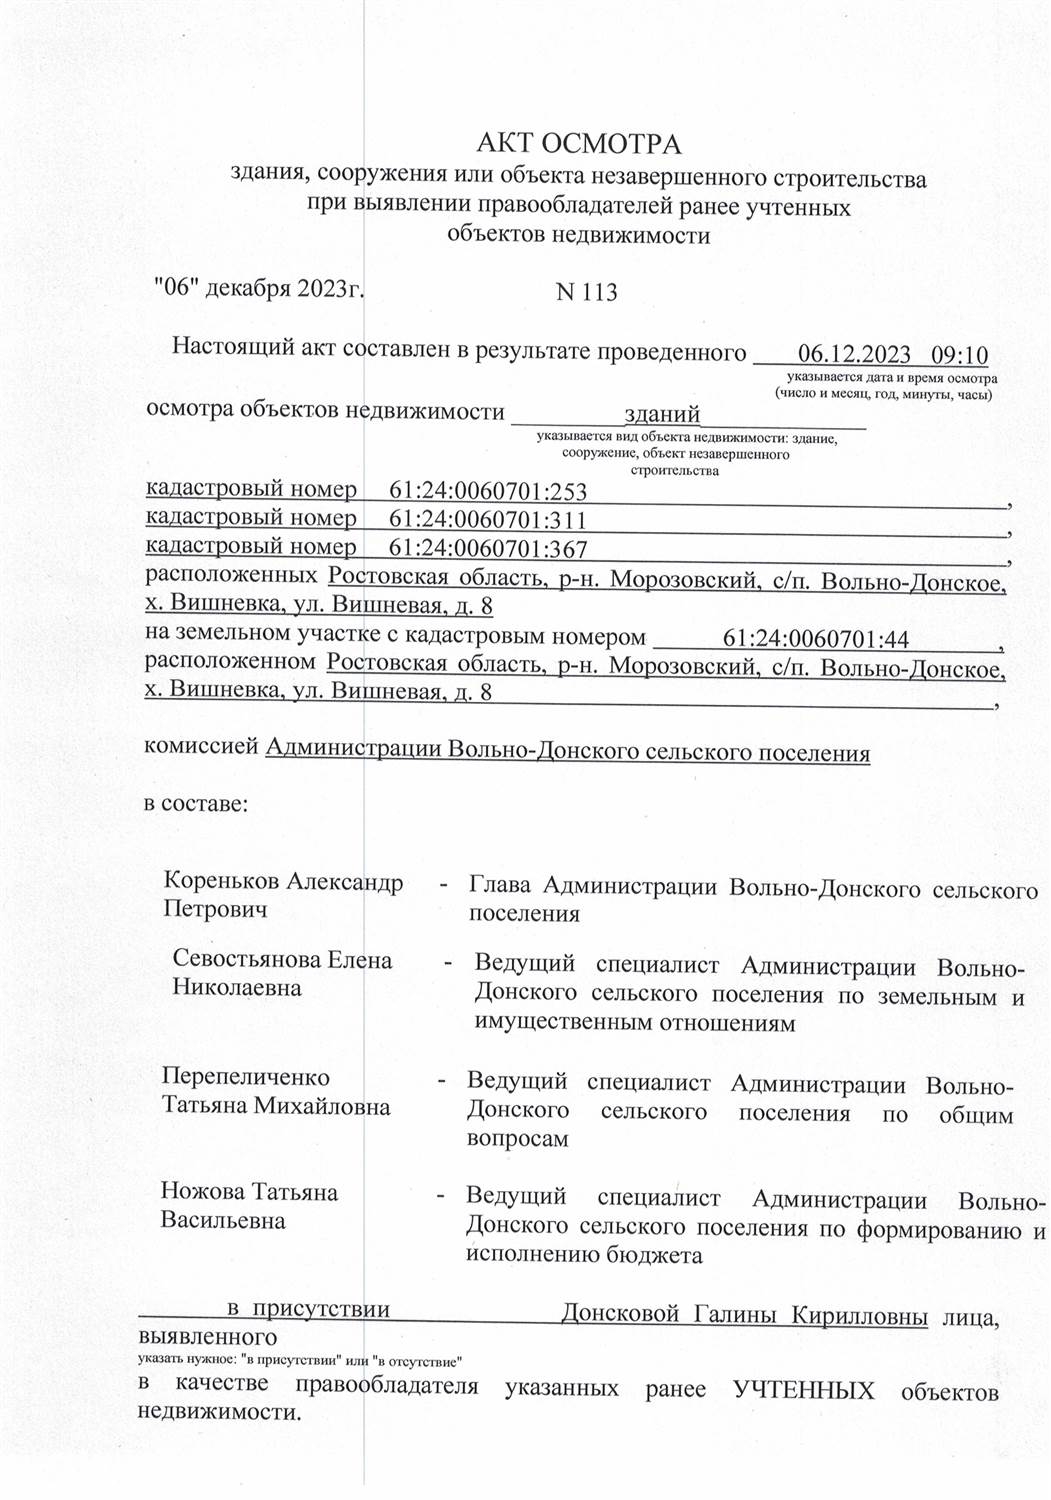 АКТ ОСМОТРА
здания, сооружения или объекта незавершенного строительства
при выявлении правообладателей ранее учтенных
объектов недвижимости
"06" декабря 2023г. N 113
Настоящий акт составлен в результате проведенного 06.12.2023 09:10
указывается дата и время осмотра
(число и месяц, год, минуты, часы)
осмотра объектов недвижимости зданий
указывается вид объекта недвижимости: здание,
сооружение, объект незавершенного
строительства
кадастровый номер 61:24:0060701:253 ,
кадастровый номер 61:24:0060701:311 ,
кадастровый номер 61:24:0060701:367 ,
расположенных Ростовская область, р-н. Морозовский, с/п. Вольно-Донское,
х. Вишневка, ул. Вишневая, д. 8
на земельном участке с кадастровым номером 61:24:0060701:44 ,
расположенном Ростовская область, р-н. Морозовский, с/п. Вольно-Донское,
х. Вишневка, ул. Вишневая, д. 8 ,
комиссией Администрации Вольно-Донского сельского поселения
в составе:
Кореньков Александр - Глава Администрации Вольно-Донского сельского
Петрович поселения
Севостьянова Елена - Ведущий специалист Администрации Вольно-
Николаевна Донского сельского поселения по земельным и
имущественным отношениям
Перепеличенко - Ведущий специалист Администрации Вольно-
Татьяна Михайловна Донского сельского поселения по общим
вопросам
Ножова Татьяна - Ведущий специалист Администрации Вольно-
Васильевна Донского сельского поселения по формированию и
исполнению бюджета
в присутствии Донсковой Галины Кирилловны лица,
выявленного
указать нужное: "в присутствии" или "в отсутствие"
в качестве правообладателя указанных ранее УЧТЕННЫХ объектов
недвижимости.